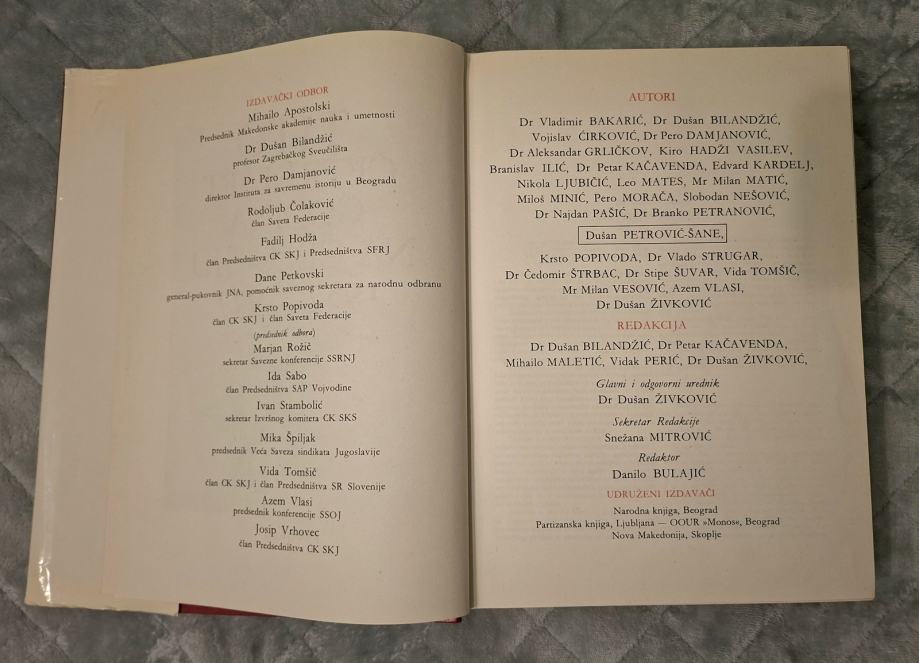 IZDAVAČKI ODBOR
Mihailo Apostolski
Predsednik Makedonske akademije nauka i umetnosti
Dr Dušan Bilandžić
profesor Zagrebačkog Sveučilišta
Dr Pero Damjanović
direktor Instituta za savremenu istoriju u Beogradu
Rodoljub Čolaković
član Saveta Federacije
Fadilj Hodža
član Predsedništva CK SKJ i Predsedništva SFRJ
Dane Petkovski
general-pukovnik JNA, pomoćnik saveznog sekretara za narodnu odbranu
Krsto Popivoda
član CK SKJ i član Saveta Federacije
(predsednik odbora)
Marjan Rožič
sekretar Savezne konferencije SSRNJ
Ida Sabo
član Predsedništva SAP Vojvodine
Ivan Stambolić
sekretar Izvršnog komiteta CK SKS
Mika Špiljak
predsednik Veća Saveza sindikata Jugoslavije
Vida Tomšič
član CK SKJ i član Predsedništva SR Slovenije
Azem Vlasi
predsednik konferencije SSOJ
Josip Vrhovec
član Predsedništva CK SKJ
AUTORI
Dr Vladimir BAKARIĆ, Dr Dušan BILANDŽIĆ,
Vojislav ĆIRKOVIĆ, Dr Pero DAMJANOVIĆ,
Dr Aleksandar GRLIČKOV, Kiro HADŽI VASILEV,
Branislav ILIĆ, Dr Petar KAČAVENDA, Edvard KARDELJ,
Nikola LJUBIČIĆ, Leo MATES, Mr Milan MATIĆ,
Miloš MINIĆ, Pero MORAČA, Slobodan NEŠOVIĆ,
Dr Najdan PAŠIĆ, Dr Branko PETRANOVIĆ,
Dušan PETROVIĆ-ŠANE,
Krsto POPIVODA, Dr Vlado STRUGAR,
Dr Čedomir ŠTRBAC, Dr Stipe ŠUVAR, Vida TOMŠIČ,
Mr Milan VESOVIĆ, Azem VLASI,
Dr Dušan ŽIVKOVIĆ
REDAKCIJA
Dr Dušan BILANDŽIĆ, Dr Petar KAČAVENDA,
Mihailo MALETIĆ, Vidak PERIĆ, Dr Dušan ŽIVKOVIĆ,
Glavni i odgovorni urednik
Dr Dušan ŽIVKOVIĆ
Sekretar Redakcije
Snežana MITROVIĆ
Redaktor
Danilo BULAJIĆ
UDRUŽENI IZDAVAČI
Narodna knjiga, Beograd
Partizanska knjiga, Ljubljana — OOUR »Monos«, Beograd
Nova Makedonija, Skoplje